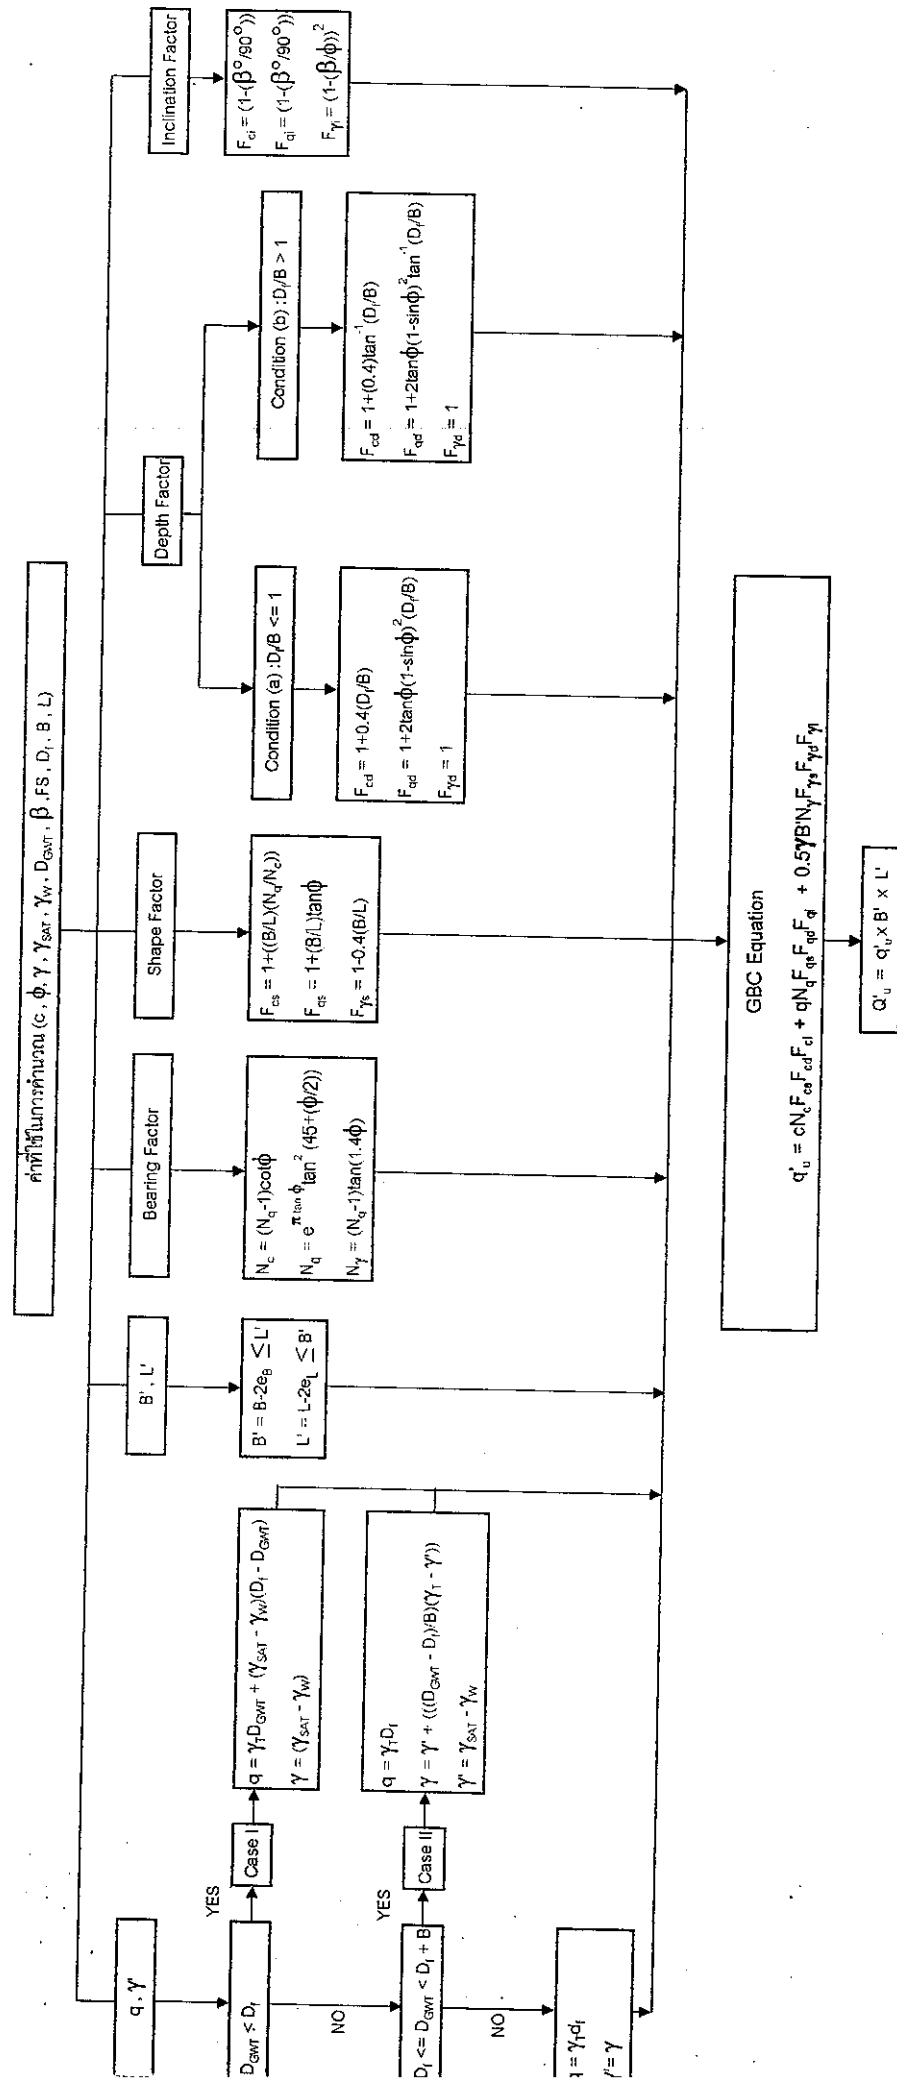 ค่าที่ใช้ในการคำนวณ (c , ϕ, γ , γSAT , γW , DGWT , β , FS , Df , B , L )
q , γ'
B' , L'
Bearing Factor
Shape Factor
Depth Factor
Inclination Factor
DGWT ≤ Df
YES
Case I
q = γTDGWT + (γSAT - γW)(Df - DGWT)
γ = (γSAT - γW)
NO
Df <= DGWT < Df + B
YES
Case II
q = γTDf
γ = γ' + (((DGWT - Df)/B)(γT - γ'))
γ' = γSAT - γW
NO
q = γTdf
γ' = γ
B' = B-2eB ≤ L'
L' = L-2eL ≤ B'
Nc = (Nq-1)cotϕ
Nq = e^π tan ϕ tan² (45+(ϕ/2))
Nγ = (Nq-1)tan(1.4ϕ)
Fcs = 1+((B/L)(Nq/Nc))
Fqs = 1+(B/L)tanϕ
Fγs = 1-0.4(B/L)
Condition (a) :Df/B <= 1
Fcd = 1+0.4(Df/B)
Fqd = 1+2tanϕ(1-sinϕ)²(Df/B)
Fγd = 1
Condition (b) :Df/B > 1
Fcd = 1+(0.4)tan⁻¹(Df/B)
Fqd = 1+2tanϕ(1-sinϕ)²tan⁻¹(Df/B)
Fγd = 1
Fci = (1-(β°/90°))
Fqi = (1-(β°/90°))
Fγi = (1-(β/ϕ))²
GBC Equation
q'u = cNcFcsFcdFci + qNqFqsFqdFqi + 0.5γB'NγFγsFγdFγi
Q'u = q'u x B' x L'